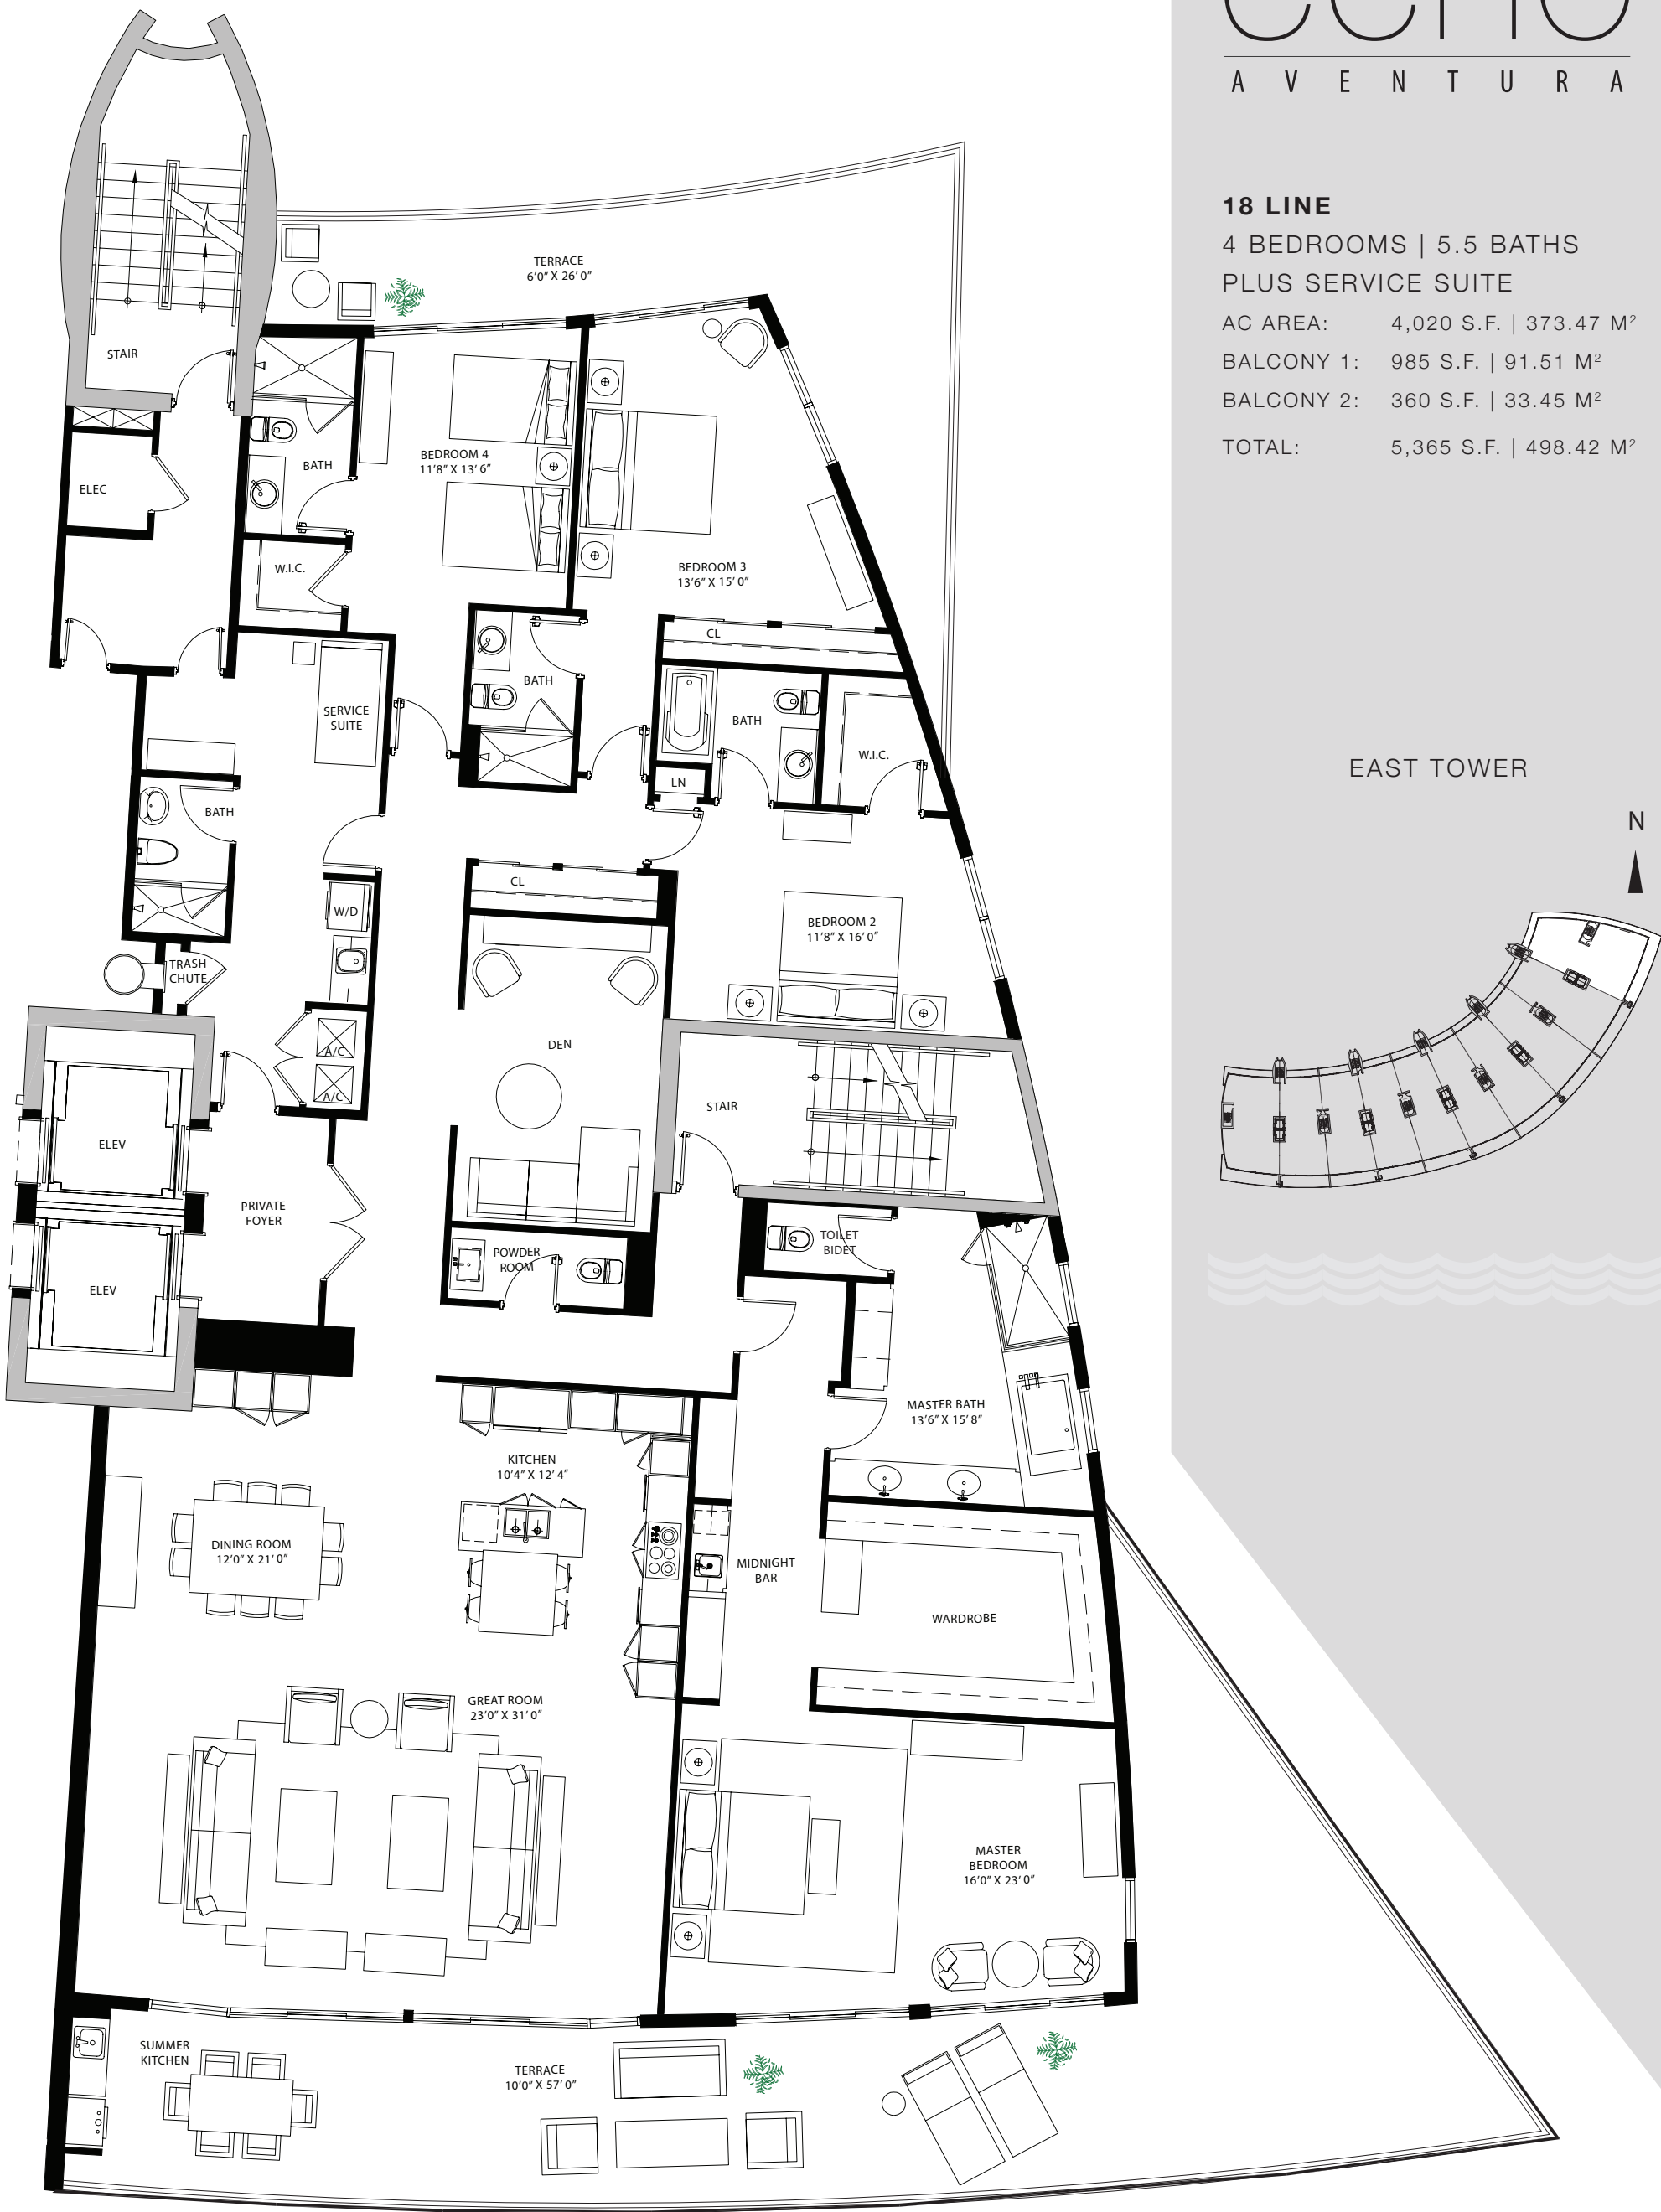 AVENTURA
18 LINE
4 BEDROOMS | 5.5 BATHS
PLUS SERVICE SUITE
AC AREA: 4,020 S.F. | 373.47 M²
BALCONY 1: 985 S.F. | 91.51 M²
BALCONY 2: 360 S.F. | 33.45 M²
TOTAL: 5,365 S.F. | 498.42 M²
EAST TOWER
N
TERRACE
6'0" X 26'0"
STAIR
BATH
BEDROOM 4
11'8" X 13'6"
ELEC
W.I.C.
BEDROOM 3
13'6" X 15'0"
CL
BATH
SERVICE
SUITE
BATH
W.I.C.
LN
BATH
CL
W/D
BEDROOM 2
11'8" X 16'0"
TRASH
CHUTE
A/C
A/C
DEN
STAIR
ELEV
PRIVATE
FOYER
ELEV
POWDER
ROOM
TOILET
BIDET
MASTER BATH
13'6" X 15'8"
KITCHEN
10'4" X 12'4"
DINING ROOM
12'0" X 21'0"
MIDNIGHT
BAR
WARDROBE
GREAT ROOM
23'0" X 31'0"
MASTER
BEDROOM
16'0" X 23'0"
SUMMER
KITCHEN
TERRACE
10'0" X 57'0"